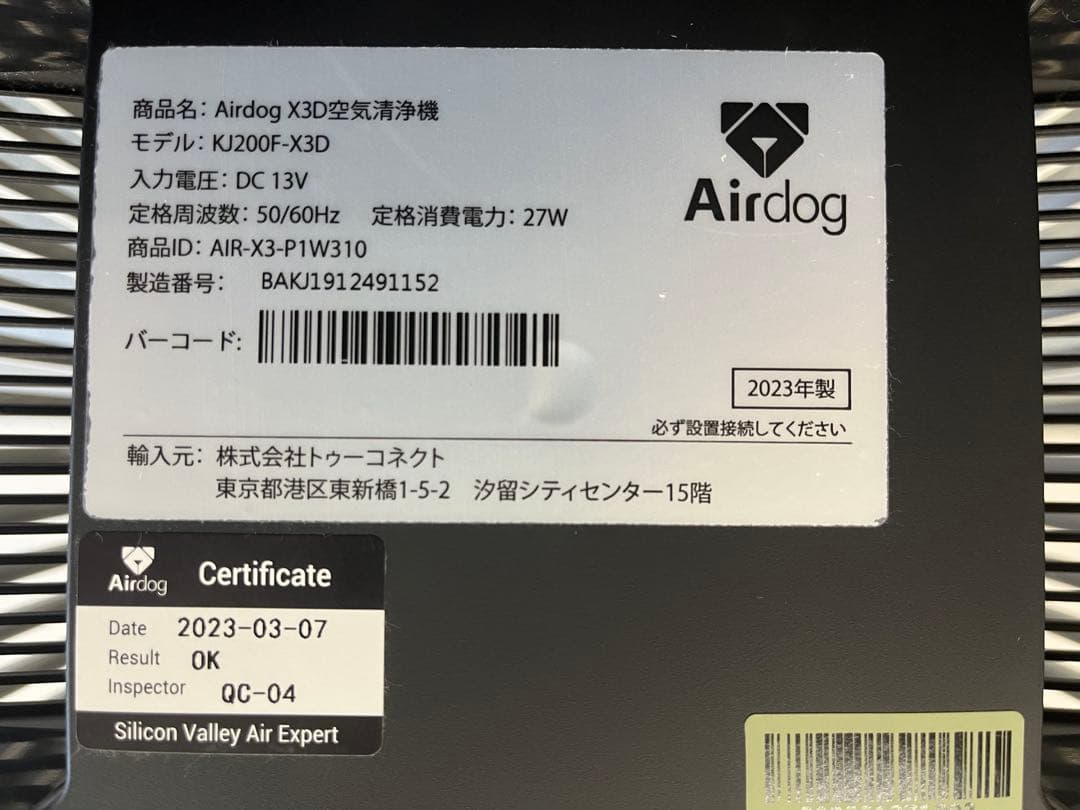 商品名：Airdog X3D空気清浄機
モデル：KJ200F-X3D
入力電圧：DC 13V
定格周波数：50/60Hz　定格消費電力：27W
商品ID：AIR-X3-P1W310
製造番号： BAKJ1912491152
バーコード:
Airdog
2023年製
必ず設置接続してください
輸入元：株式会社トゥーコネクト
東京都港区東新橋1-5-2　汐留シティセンター15階
Airdog Certificate
Date 2023-03-07
Result OK
Inspector QC-04
Silicon Valley Air Expert